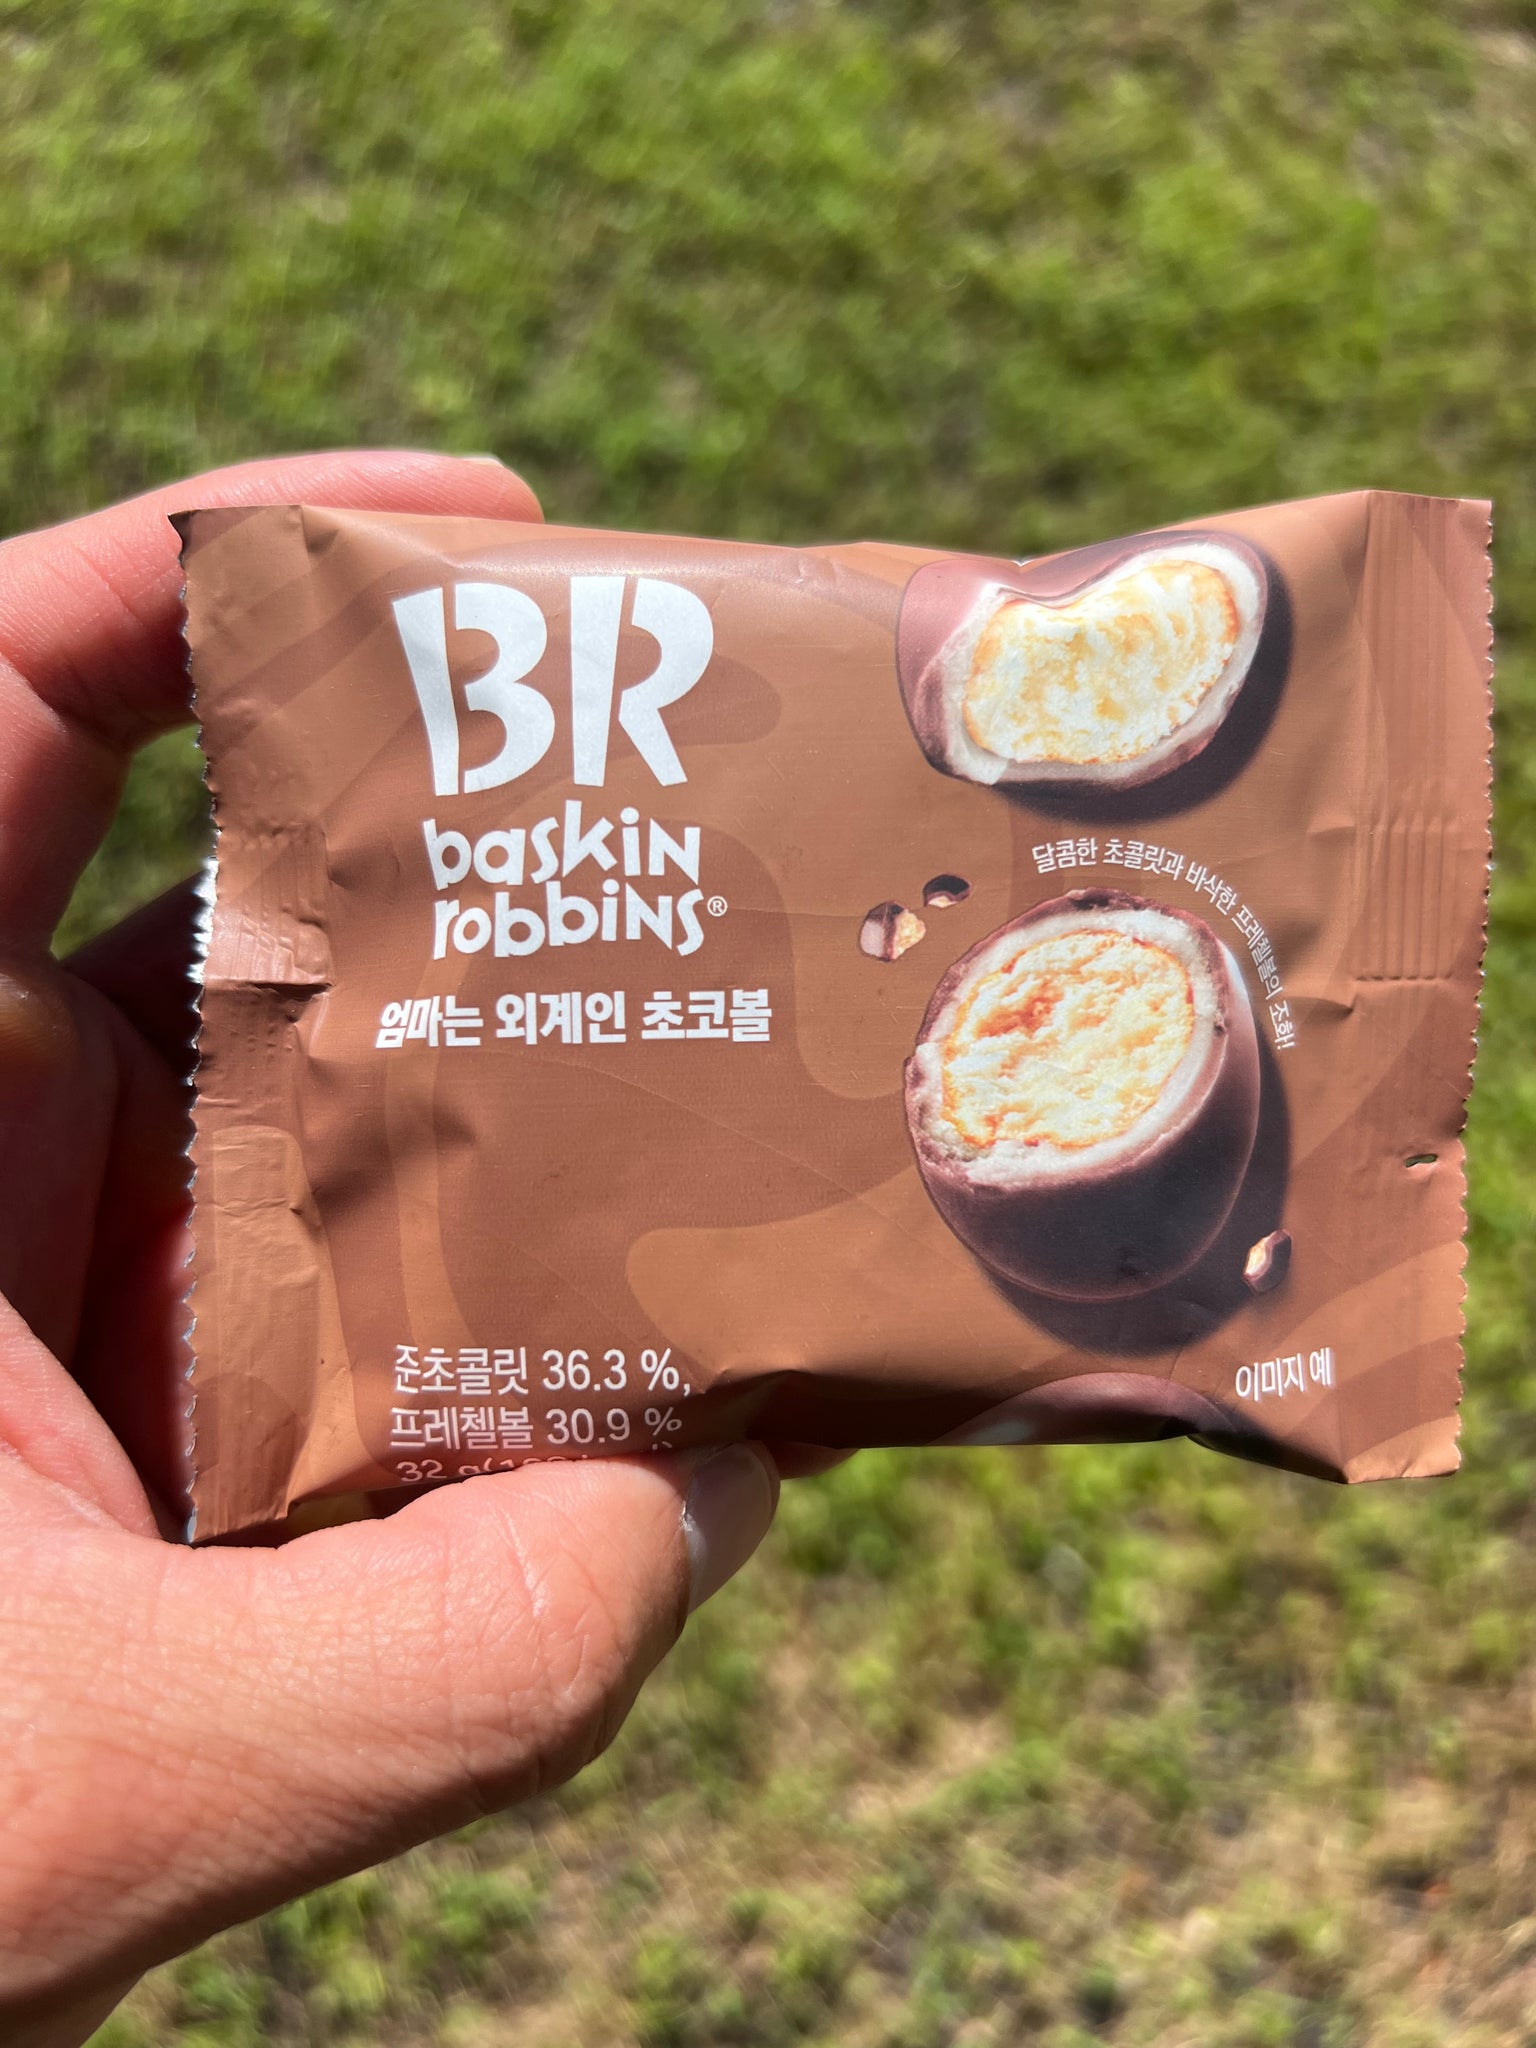 BR
baskin
robbins®
엄마는 외계인 초코볼
달콤한 초콜릿과 바삭한 프레첼볼의 조화!
준초콜릿 36.3 %,
프레첼볼 30.9 %
32 g
이미지 예